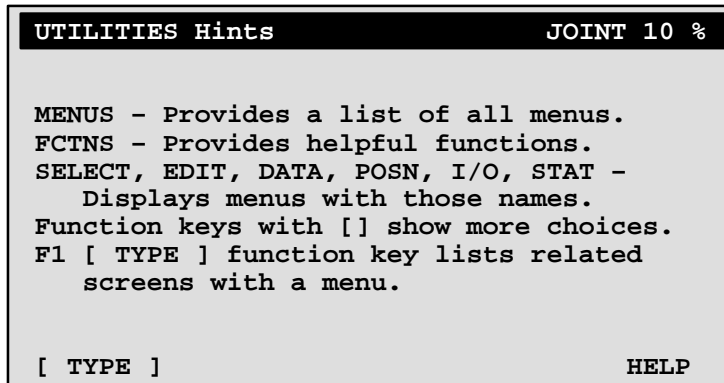 UTILITIES Hints JOINT 10 %
MENUS – Provides a list of all menus.
FCTNS – Provides helpful functions.
SELECT, EDIT, DATA, POSN, I/O, STAT –
Displays menus with those names.
Function keys with [] show more choices.
F1 [ TYPE ] function key lists related
screens with a menu.
[ TYPE ] HELP